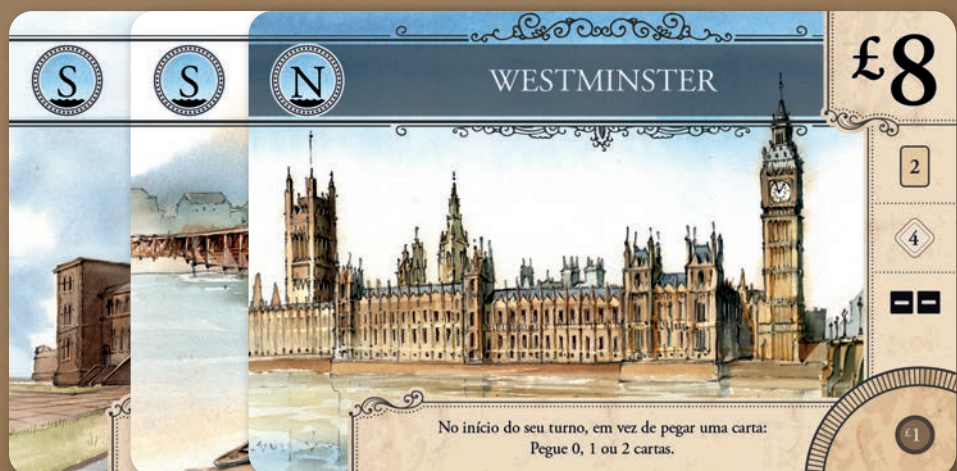 S
S
N
WESTMINSTER
£8
2
4
No início do seu turno, em vez de pegar uma carta:
Pegue 0, 1 ou 2 cartas.
£1